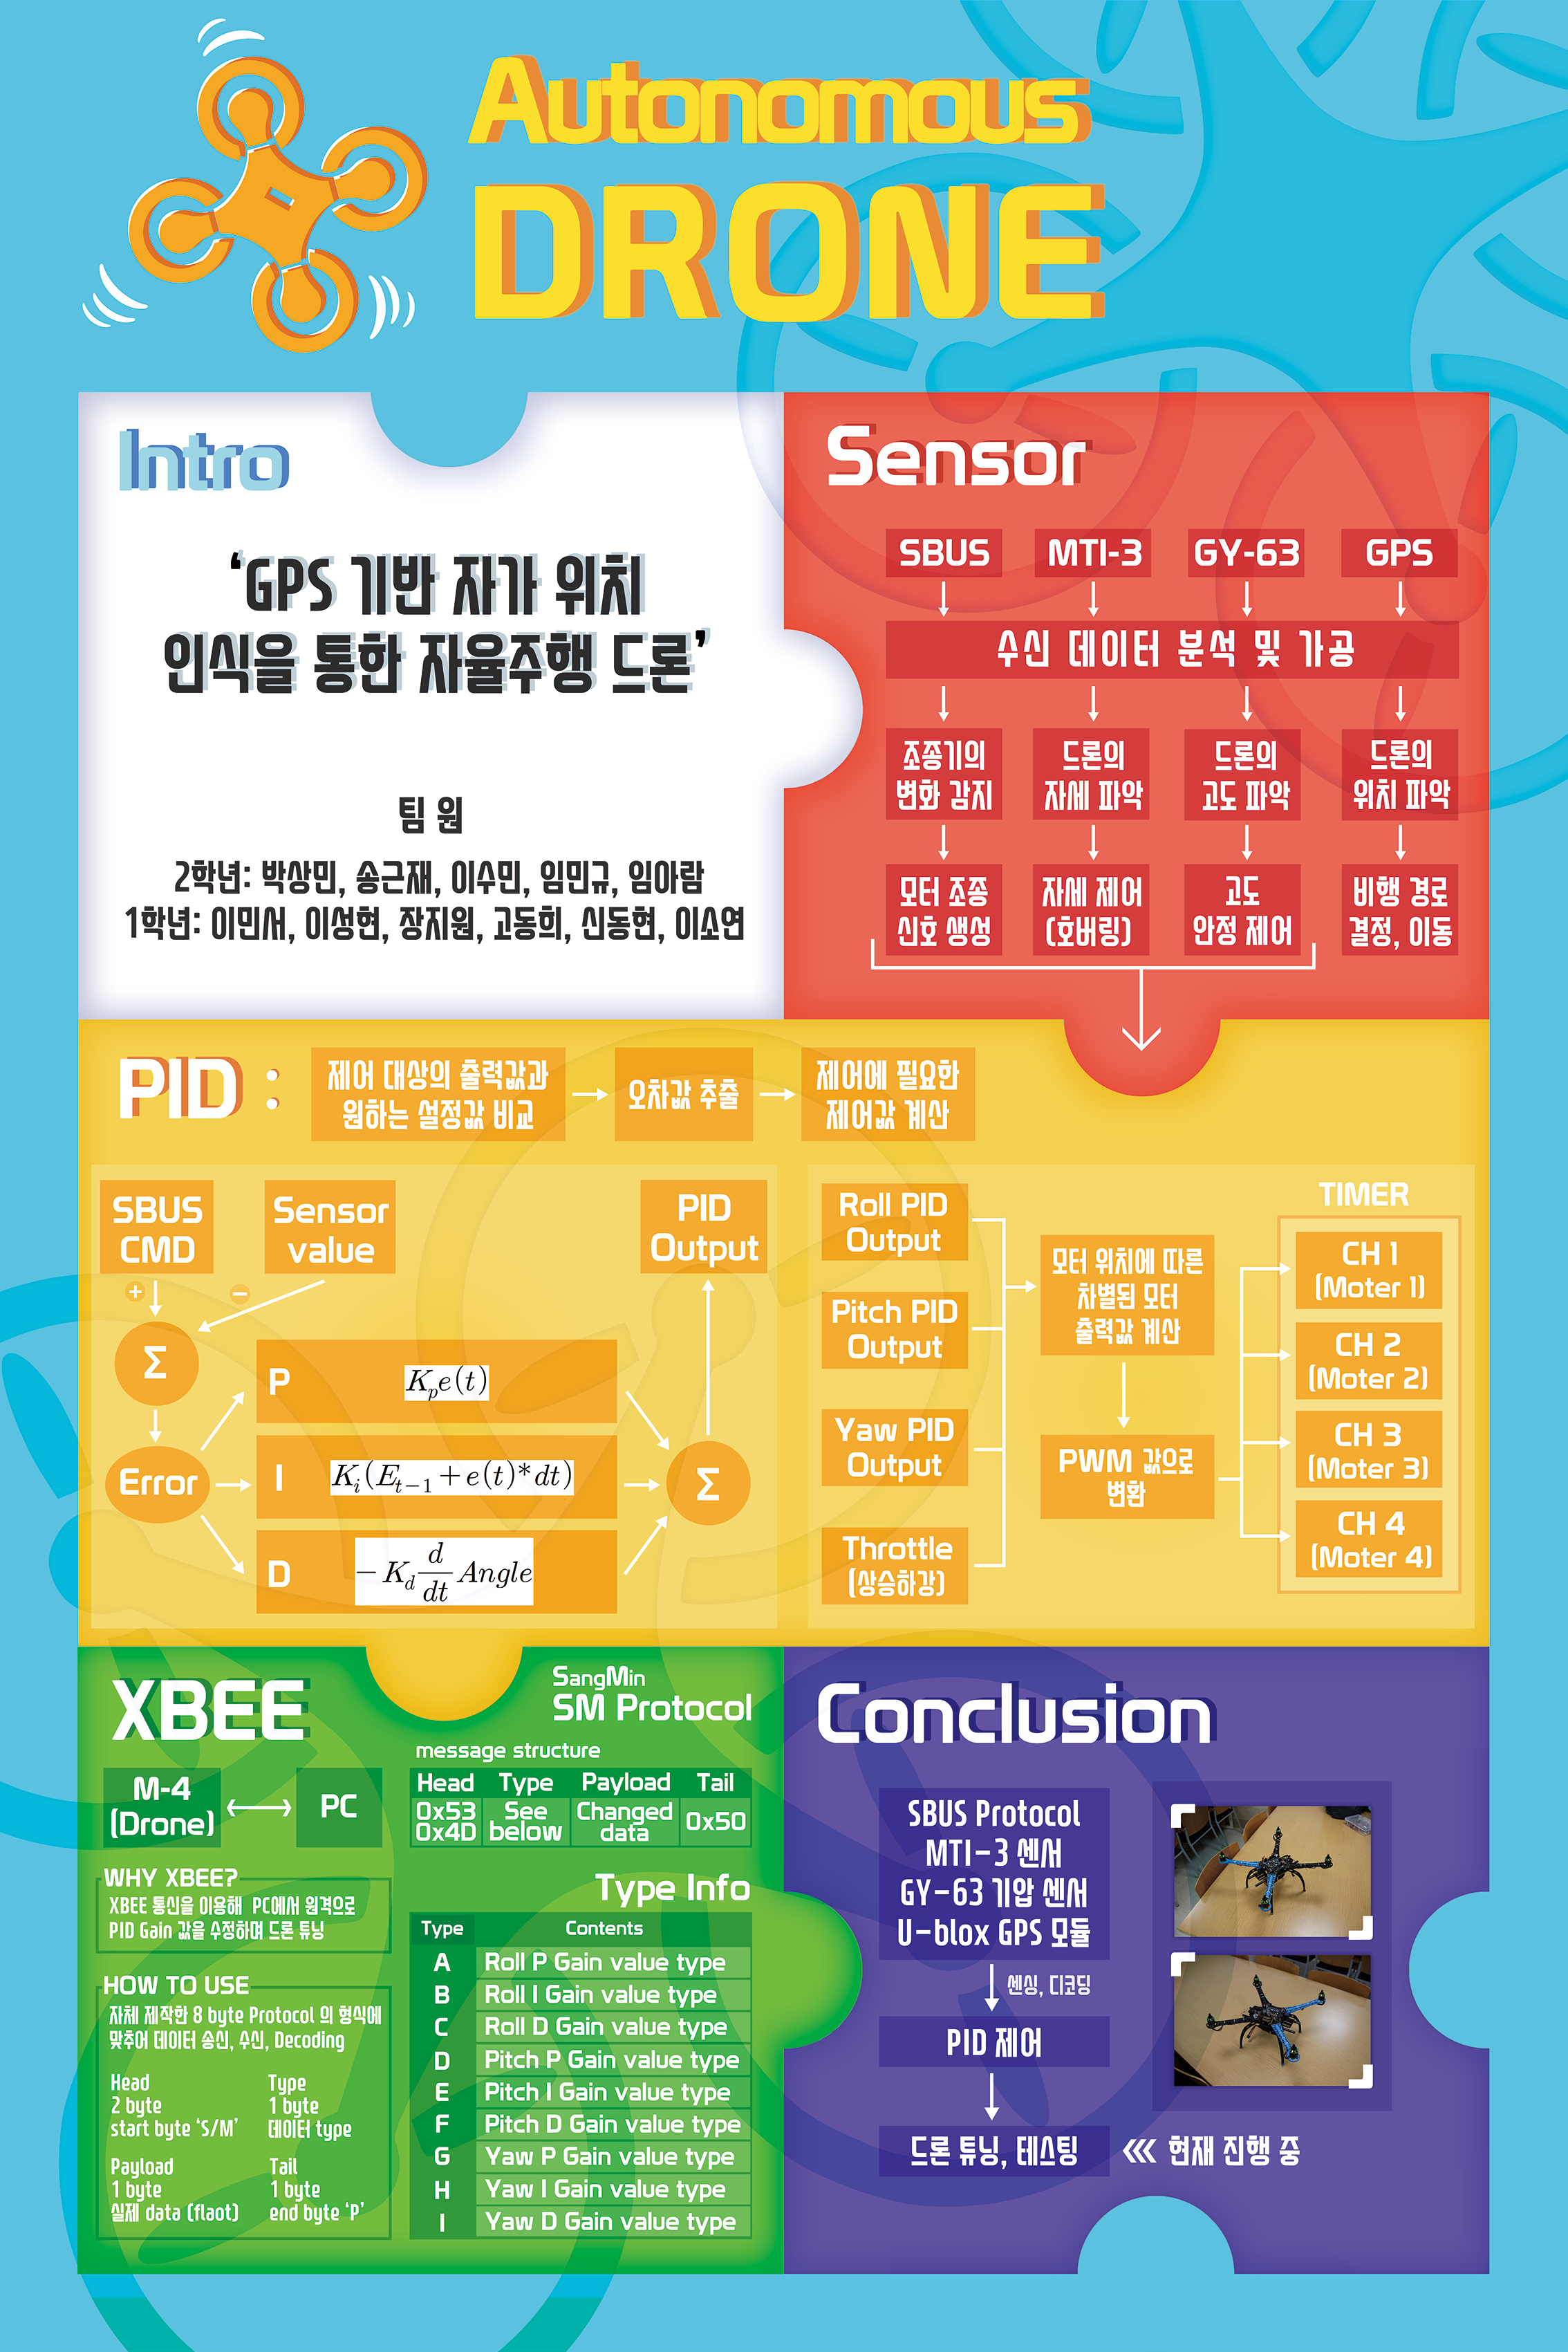 Autonomous
DRONE
Intro
‘GPS 기반 자가 위치
인식을 통한 자율주행 드론’
팀 원
2학년: 박상민, 송근재, 이수민, 임민규, 임아람
1학년: 이민서, 이성현, 장지원, 고동희, 신동현, 이소연
Sensor
SBUS MTI-3 GY-63 GPS
수신 데이터 분석 및 가공
조종기의
변화 감지
드론의
자세 파악
드론의
고도 파악
드론의
위치 파악
모터 조종
신호 생성
자세 제어
(호버링)
고도
안정 제어
비행 경로
결정, 이동
PID :
제어 대상의 출력값과
원하는 설정값 비교
오차값 추출
제어에 필요한
제어값 계산
SBUS
CMD
Sensor
value
PID
Output
+
−
Σ
Error
P K_p e(t)
I K_i(E_{t−1}+e(t)*dt)
D −K_d d/dt Angle
Σ
Roll PID
Output
Pitch PID
Output
Yaw PID
Output
Throttle
(상승하강)
모터 위치에 따른
차별된 모터
출력값 계산
PWM 값으로
변환
TIMER
CH 1
(Moter 1)
CH 2
(Moter 2)
CH 3
(Moter 3)
CH 4
(Moter 4)
XBEE
M-4
(Drone)
PC
WHY XBEE?
XBEE 통신을 이용해 PC에서 원격으로
PID Gain 값을 수정하며 드론 튜닝
HOW TO USE
자체 제작한 8 byte Protocol 의 형식에
맞추어 데이터 송신, 수신, Decoding
Head
2 byte
start byte ‘S/M’
Type
1 byte
데이터 type
Payload
1 byte
실제 data (flaot)
Tail
1 byte
end byte ‘P’
SangMin
SM Protocol
message structure
Head Type Payload Tail
0x53
0x4D
See
below
Changed
data
0x50
Type Info
Type Contents
A Roll P Gain value type
B Roll I Gain value type
C Roll D Gain value type
D Pitch P Gain value type
E Pitch I Gain value type
F Pitch D Gain value type
G Yaw P Gain value type
H Yaw I Gain value type
I Yaw D Gain value type
Conclusion
SBUS Protocol
MTI-3 센서
GY-63 기압 센서
U-blox GPS 모듈
센싱, 디코딩
PID 제어
드론 튜닝, 테스팅
⋘ 현재 진행 중